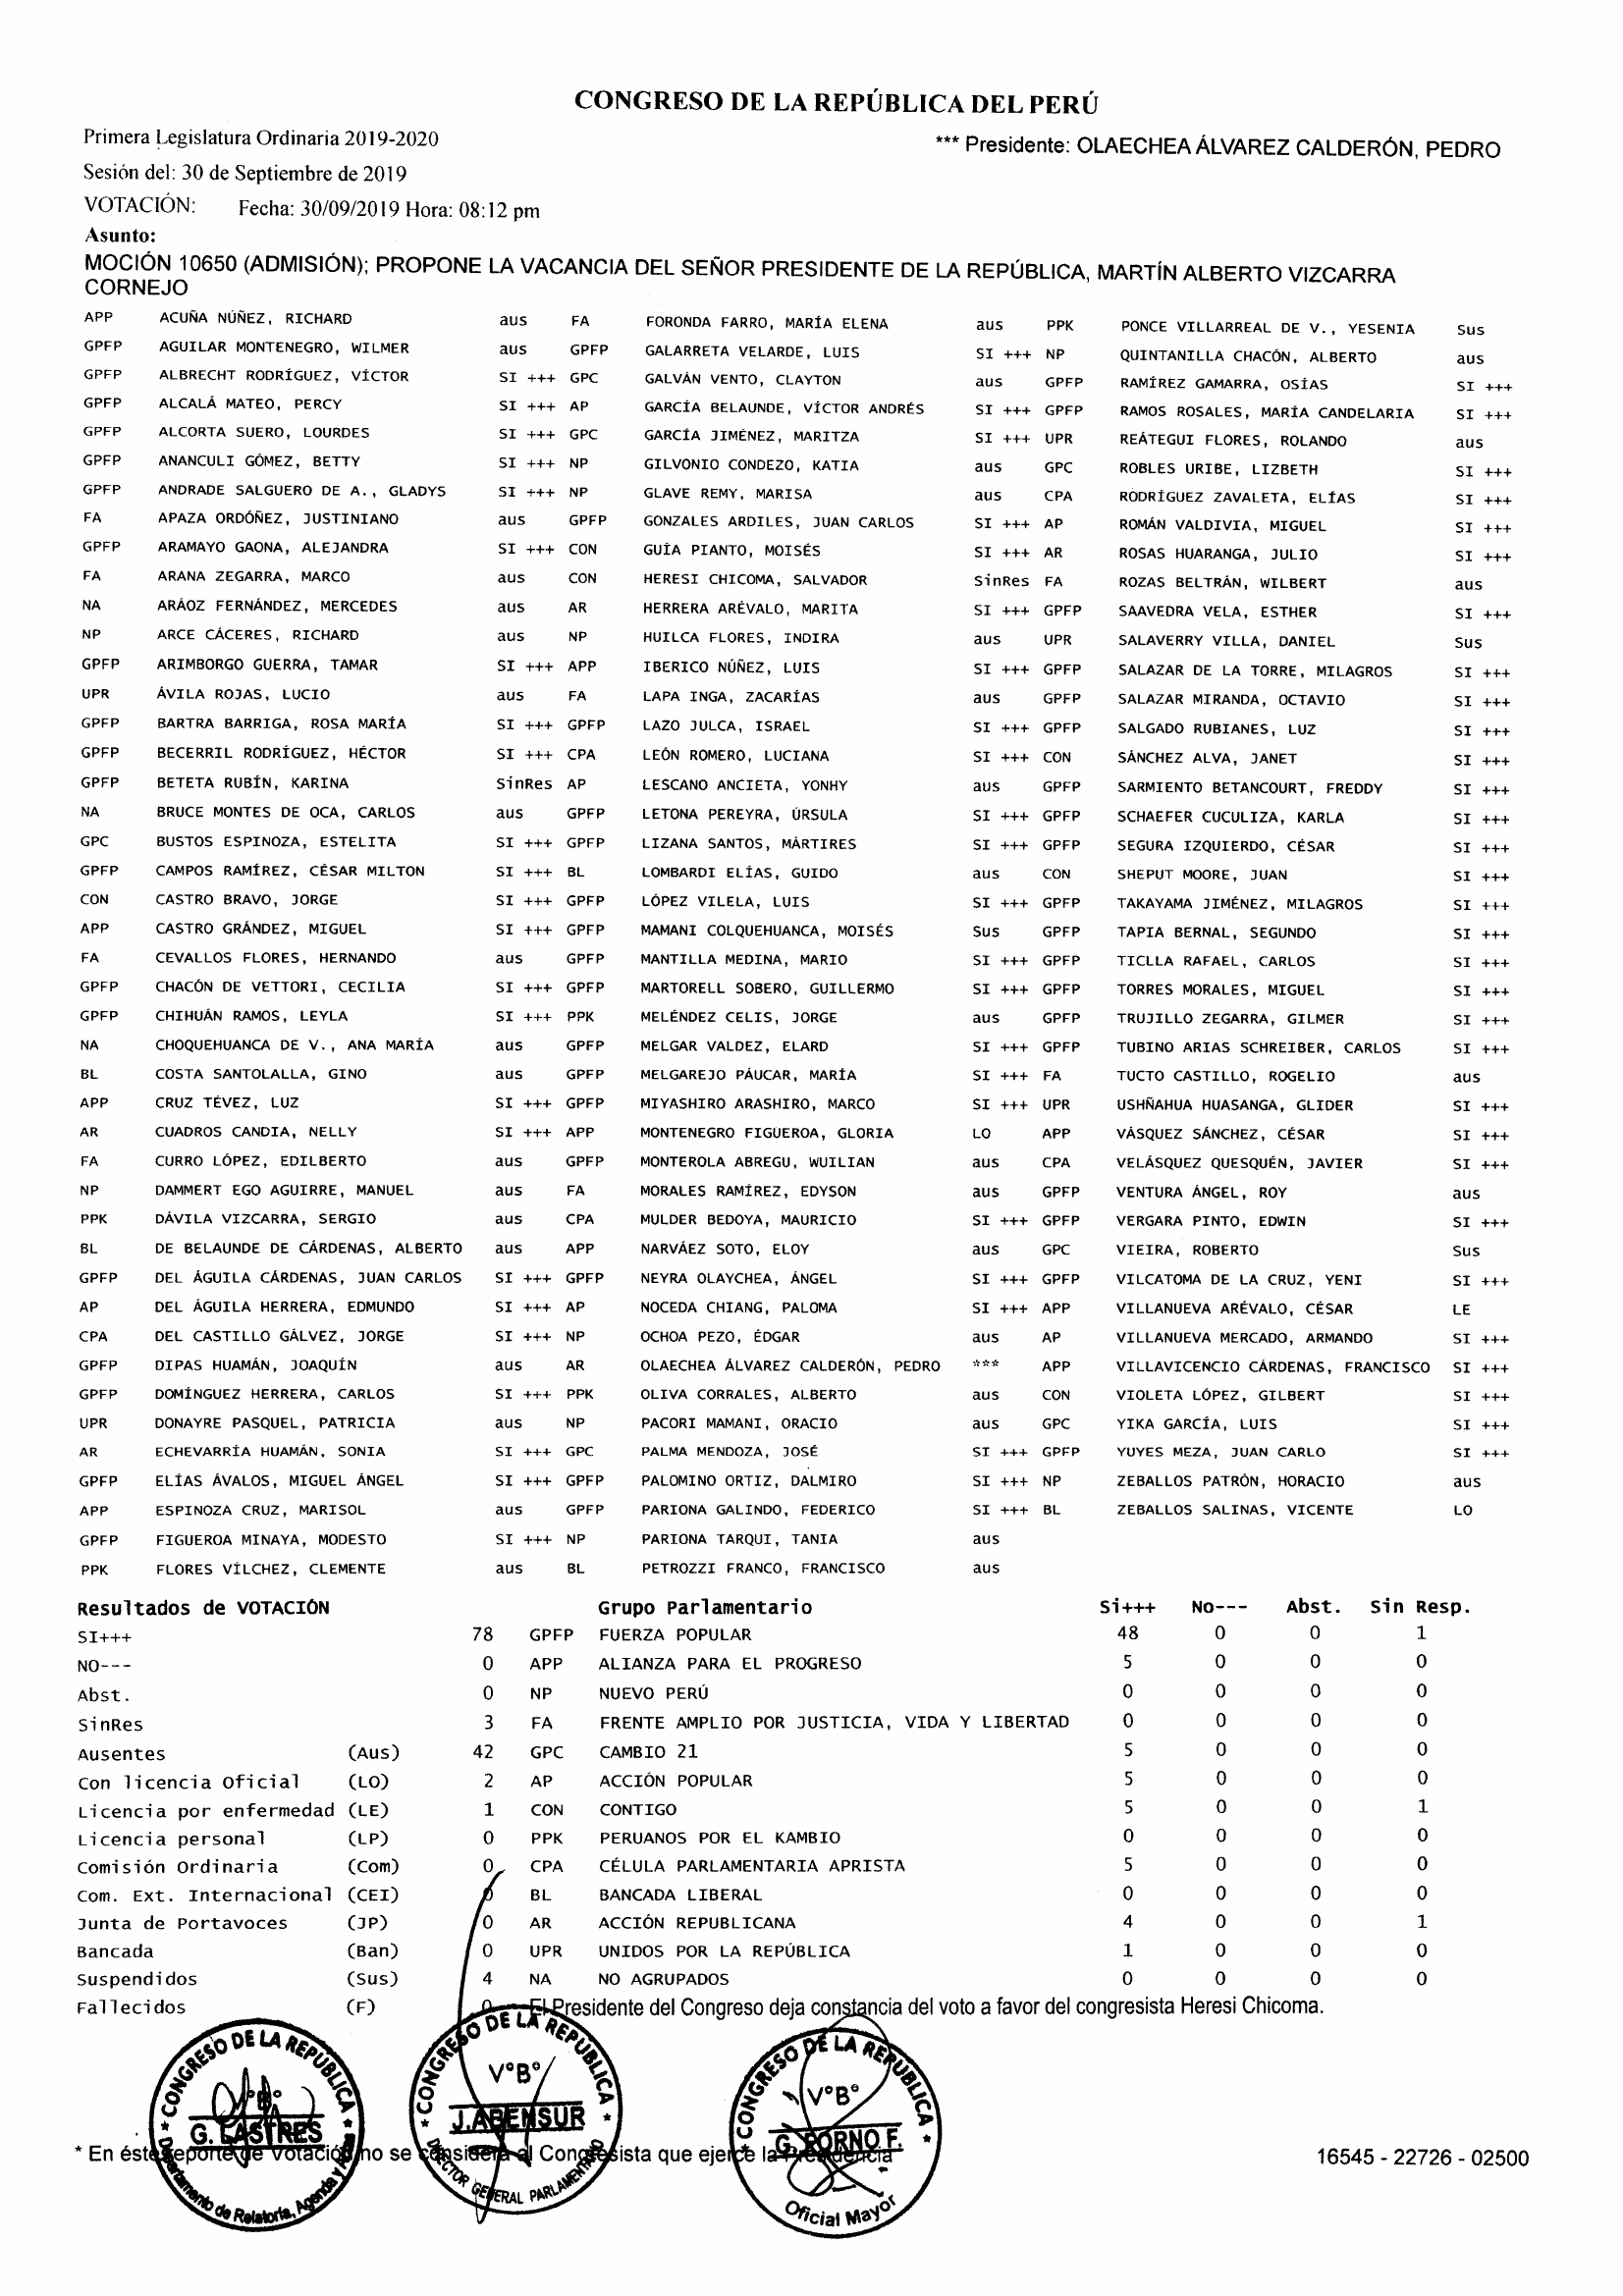 CONGRESO DE LA REPÚBLICA DEL PERÚ
Primera Legislatura Ordinaria 2019-2020 *** Presidente: OLAECHEA ÁLVAREZ CALDERÓN, PEDRO
Sesión del: 30 de Septiembre de 2019
VOTACIÓN: Fecha: 30/09/2019 Hora: 08:12 pm
Asunto:
MOCIÓN 10650 (ADMISIÓN); PROPONE LA VACANCIA DEL SEÑOR PRESIDENTE DE LA REPÚBLICA, MARTÍN ALBERTO VIZCARRA
CORNEJO
APP ACUÑA NÚÑEZ, RICHARD aus FA FORONDA FARRO, MARÍA ELENA aus PPK PONCE VILLARREAL DE V., YESENIA Sus
GPFP AGUILAR MONTENEGRO, WILMER aus GPFP GALARRETA VELARDE, LUIS SI +++ NP QUINTANILLA CHACÓN, ALBERTO aus
GPFP ALBRECHT RODRÍGUEZ, VÍCTOR SI +++ GPC GALVÁN VENTO, CLAYTON aus GPFP RAMÍREZ GAMARRA, OSÍAS SI +++
GPFP ALCALÁ MATEO, PERCY SI +++ AP GARCÍA BELAUNDE, VÍCTOR ANDRÉS SI +++ GPFP RAMOS ROSALES, MARÍA CANDELARIA SI +++
GPFP ALCORTA SUERO, LOURDES SI +++ GPC GARCÍA JIMÉNEZ, MARITZA SI +++ UPR REÁTEGUI FLORES, ROLANDO aus
GPFP ANANCULI GÓMEZ, BETTY SI +++ NP GILVONIO CONDEZO, KATIA aus GPC ROBLES URIBE, LIZBETH SI +++
GPFP ANDRADE SALGUERO DE A., GLADYS SI +++ NP GLAVE REMY, MARISA aus CPA RODRÍGUEZ ZAVALETA, ELÍAS SI +++
FA APAZA ORDÓÑEZ, JUSTINIANO aus GPFP GONZALES ARDILES, JUAN CARLOS SI +++ AP ROMÁN VALDIVIA, MIGUEL SI +++
GPFP ARAMAYO GAONA, ALEJANDRA SI +++ CON GUÍA PIANTO, MOISÉS SI +++ AR ROSAS HUARANGA, JULIO SI +++
FA ARANA ZEGARRA, MARCO aus CON HERESI CHICOMA, SALVADOR SinRes FA ROZAS BELTRÁN, WILBERT aus
NA ARÁOZ FERNÁNDEZ, MERCEDES aus AR HERRERA ARÉVALO, MARITA SI +++ GPFP SAAVEDRA VELA, ESTHER SI +++
NP ARCE CÁCERES, RICHARD aus NP HUILCA FLORES, INDIRA aus UPR SALAVERRY VILLA, DANIEL Sus
GPFP ARIMBORGO GUERRA, TAMAR SI +++ APP IBERICO NÚÑEZ, LUIS SI +++ GPFP SALAZAR DE LA TORRE, MILAGROS SI +++
UPR ÁVILA ROJAS, LUCIO aus FA LAPA INGA, ZACARÍAS aus GPFP SALAZAR MIRANDA, OCTAVIO SI +++
GPFP BARTRA BARRIGA, ROSA MARÍA SI +++ GPFP LAZO JULCA, ISRAEL SI +++ GPFP SALGADO RUBIANES, LUZ SI +++
GPFP BECERRIL RODRÍGUEZ, HÉCTOR SI +++ CPA LEÓN ROMERO, LUCIANA SI +++ CON SÁNCHEZ ALVA, JANET SI +++
GPFP BETETA RUBÍN, KARINA SinRes AP LESCANO ANCIETA, YONHY aus GPFP SARMIENTO BETANCOURT, FREDDY SI +++
NA BRUCE MONTES DE OCA, CARLOS aus GPFP LETONA PEREYRA, ÚRSULA SI +++ GPFP SCHAEFER CUCULIZA, KARLA SI +++
GPC BUSTOS ESPINOZA, ESTELITA SI +++ GPFP LIZANA SANTOS, MÁRTIRES SI +++ GPFP SEGURA IZQUIERDO, CÉSAR SI +++
GPFP CAMPOS RAMÍREZ, CÉSAR MILTON SI +++ BL LOMBARDI ELÍAS, GUIDO aus CON SHEPUT MOORE, JUAN SI +++
CON CASTRO BRAVO, JORGE SI +++ GPFP LÓPEZ VILELA, LUIS SI +++ GPFP TAKAYAMA JIMÉNEZ, MILAGROS SI +++
APP CASTRO GRÁNDEZ, MIGUEL SI +++ GPFP MAMANI COLQUEHUANCA, MOISÉS Sus GPFP TAPIA BERNAL, SEGUNDO SI +++
FA CEVALLOS FLORES, HERNANDO aus GPFP MANTILLA MEDINA, MARIO SI +++ GPFP TICLLA RAFAEL, CARLOS SI +++
GPFP CHACÓN DE VETTORI, CECILIA SI +++ GPFP MARTORELL SOBERO, GUILLERMO SI +++ GPFP TORRES MORALES, MIGUEL SI +++
GPFP CHIHUÁN RAMOS, LEYLA SI +++ PPK MELÉNDEZ CELIS, JORGE aus GPFP TRUJILLO ZEGARRA, GILMER SI +++
NA CHOQUEHUANCA DE V., ANA MARÍA aus GPFP MELGAR VALDEZ, ELARD SI +++ GPFP TUBINO ARIAS SCHREIBER, CARLOS SI +++
BL COSTA SANTOLALLA, GINO aus GPFP MELGAREJO PÁUCAR, MARÍA SI +++ FA TUCTO CASTILLO, ROGELIO aus
APP CRUZ TÉVEZ, LUZ SI +++ GPFP MIYASHIRO ARASHIRO, MARCO SI +++ UPR USHÑAHUA HUASANGA, GLIDER SI +++
AR CUADROS CANDIA, NELLY SI +++ APP MONTENEGRO FIGUEROA, GLORIA LO APP VÁSQUEZ SÁNCHEZ, CÉSAR SI +++
FA CURRO LÓPEZ, EDILBERTO aus GPFP MONTEROLA ABREGU, WUILIAN aus CPA VELÁSQUEZ QUESQUÉN, JAVIER SI +++
NP DAMMERT EGO AGUIRRE, MANUEL aus FA MORALES RAMÍREZ, EDYSON aus GPFP VENTURA ÁNGEL, ROY aus
PPK DÁVILA VIZCARRA, SERGIO aus CPA MULDER BEDOYA, MAURICIO SI +++ GPFP VERGARA PINTO, EDWIN SI +++
BL DE BELAUNDE DE CÁRDENAS, ALBERTO aus APP NARVÁEZ SOTO, ELOY aus GPC VIEIRA, ROBERTO Sus
GPFP DEL ÁGUILA CÁRDENAS, JUAN CARLOS SI +++ GPFP NEYRA OLAYCHEA, ÁNGEL SI +++ GPFP VILCATOMA DE LA CRUZ, YENI SI +++
AP DEL ÁGUILA HERRERA, EDMUNDO SI +++ AP NOCEDA CHIANG, PALOMA SI +++ APP VILLANUEVA ARÉVALO, CÉSAR LE
CPA DEL CASTILLO GÁLVEZ, JORGE SI +++ NP OCHOA PEZO, ÉDGAR aus AP VILLANUEVA MERCADO, ARMANDO SI +++
GPFP DIPAS HUAMÁN, JOAQUÍN aus AR OLAECHEA ÁLVAREZ CALDERÓN, PEDRO *** APP VILLAVICENCIO CÁRDENAS, FRANCISCO SI +++
GPFP DOMÍNGUEZ HERRERA, CARLOS SI +++ PPK OLIVA CORRALES, ALBERTO aus CON VIOLETA LÓPEZ, GILBERT SI +++
UPR DONAYRE PASQUEL, PATRICIA aus NP PACORI MAMANI, ORACIO aus GPC YIKA GARCÍA, LUIS SI +++
AR ECHEVARRÍA HUAMÁN, SONIA SI +++ GPC PALMA MENDOZA, JOSÉ SI +++ GPFP YUYES MEZA, JUAN CARLO SI +++
GPFP ELÍAS ÁVALOS, MIGUEL ÁNGEL SI +++ GPFP PALOMINO ORTIZ, DALMIRO SI +++ NP ZEBALLOS PATRÓN, HORACIO aus
APP ESPINOZA CRUZ, MARISOL aus GPFP PARIONA GALINDO, FEDERICO SI +++ BL ZEBALLOS SALINAS, VICENTE LO
GPFP FIGUEROA MINAYA, MODESTO SI +++ NP PARIONA TARQUI, TANIA aus
PPK FLORES VÍLCHEZ, CLEMENTE aus BL PETROZZI FRANCO, FRANCISCO aus
Resultados de VOTACIÓN Grupo Parlamentario Si+++ No--- Abst. Sin Resp.
SI+++ 78 GPFP FUERZA POPULAR 48 0 0 1
NO--- 0 APP ALIANZA PARA EL PROGRESO 5 0 0 0
Abst. 0 NP NUEVO PERÚ 0 0 0 0
SinRes 3 FA FRENTE AMPLIO POR JUSTICIA, VIDA Y LIBERTAD 0 0 0 0
Ausentes (Aus) 42 GPC CAMBIO 21 5 0 0 0
Con licencia Oficial (LO) 2 AP ACCIÓN POPULAR 5 0 0 0
Licencia por enfermedad (LE) 1 CON CONTIGO 5 0 0 1
Licencia personal (LP) 0 PPK PERUANOS POR EL KAMBIO 0 0 0 0
Comisión Ordinaria (Com) 0 CPA CÉLULA PARLAMENTARIA APRISTA 5 0 0 0
Com. Ext. Internacional (CEI) 0 BL BANCADA LIBERAL 0 0 0 0
Junta de Portavoces (JP) 0 AR ACCIÓN REPUBLICANA 4 0 0 1
Bancada (Ban) 0 UPR UNIDOS POR LA REPÚBLICA 1 0 0 0
Suspendidos (Sus) 4 NA NO AGRUPADOS 0 0 0 0
Fallecidos (F) 0 El Presidente del Congreso deja constancia del voto a favor del congresista Heresi Chicoma.
* CONGRESO DE LA REPÚBLICA *
V°B°
G. LASTRES
Departamento de Relatoría, Agenda y
* CONGRESO DE LA REPÚBLICA *
V°B°
J. ABENSUR
DIRECTOR GENERAL PARLAMENTARIO
* CONGRESO DE LA REPÚBLICA *
V°B°
G. FORNO F.
Oficial Mayor
* En éste reporte de votación no se considera al Congresista que ejerce la Presidencia 16545 - 22726 - 02500